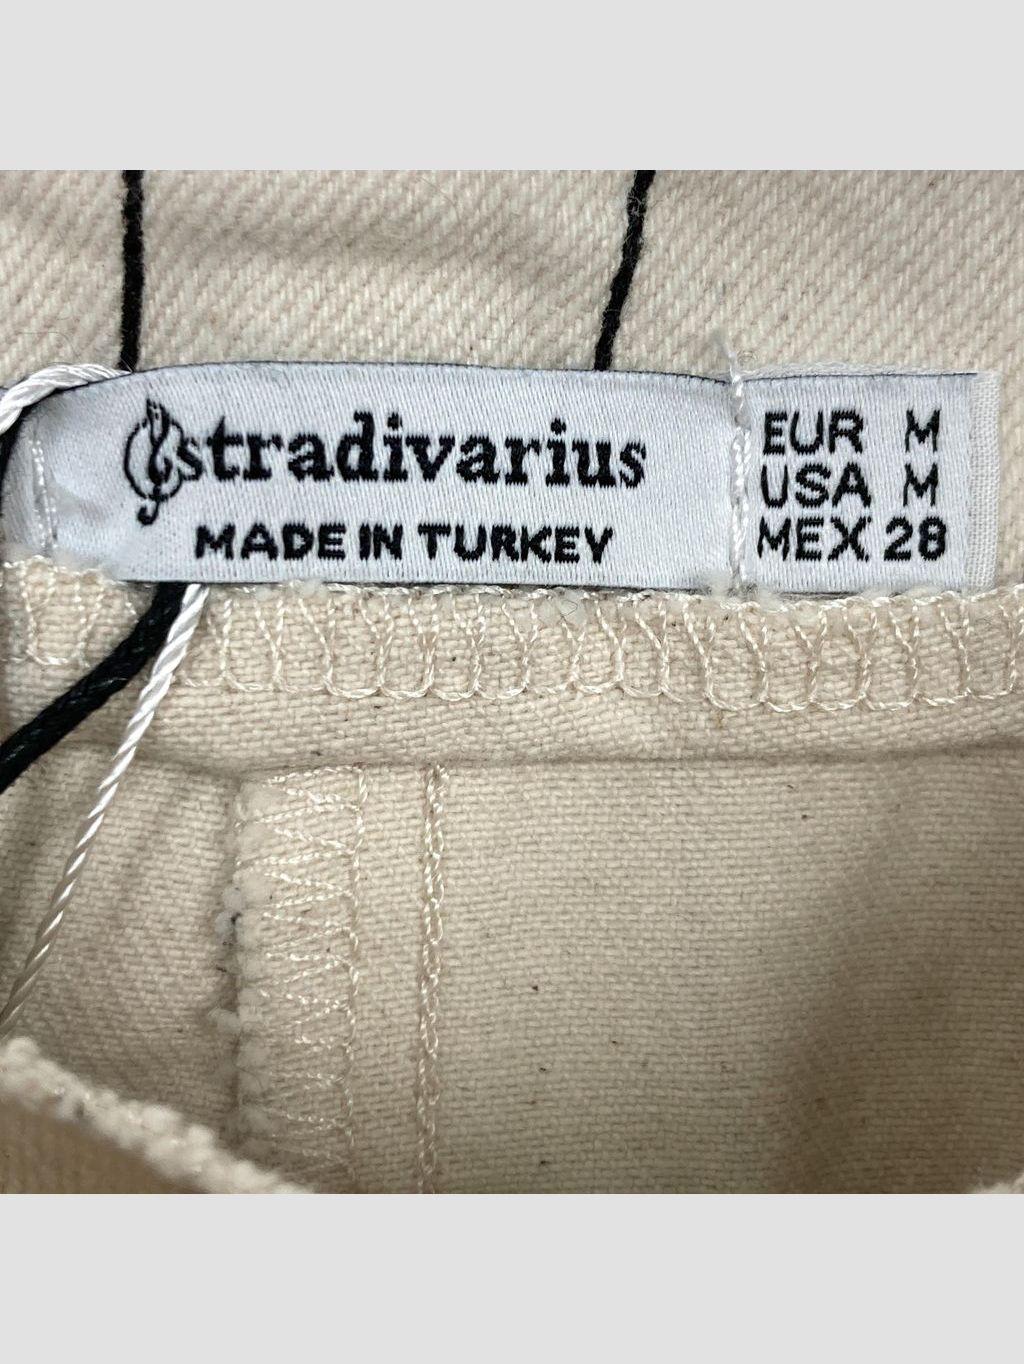 stradivarius
MADE IN TURKEY
EUR M
USA M
MEX 28